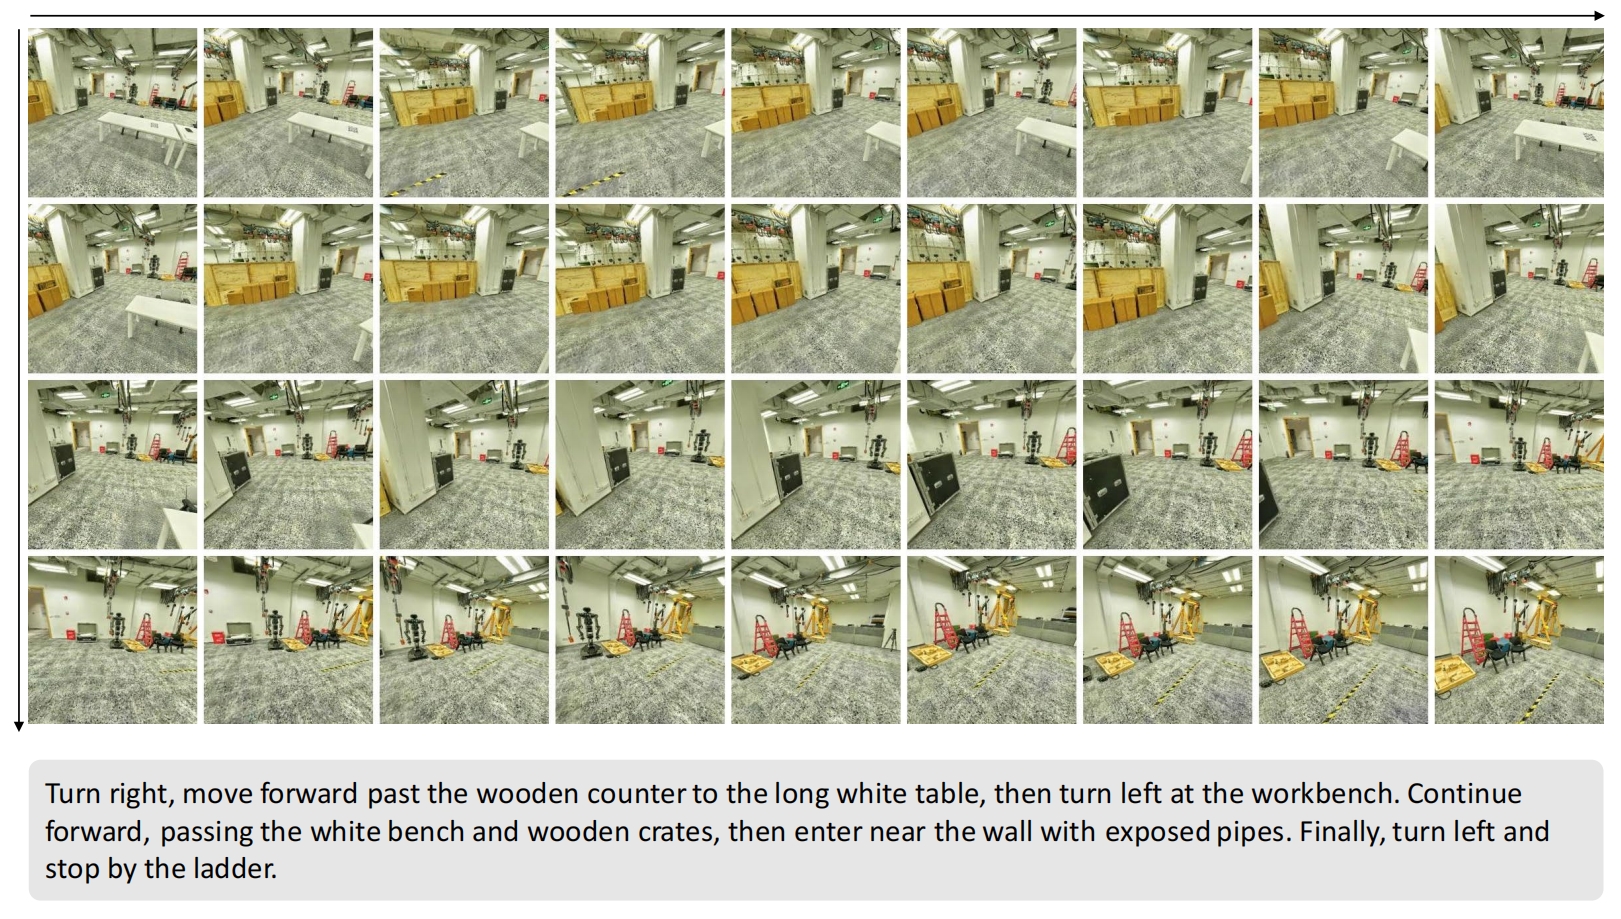 Turn right, move forward past the wooden counter to the long white table, then turn left at the workbench. Continue
forward, passing the white bench and wooden crates, then enter near the wall with exposed pipes. Finally, turn left and
stop by the ladder.